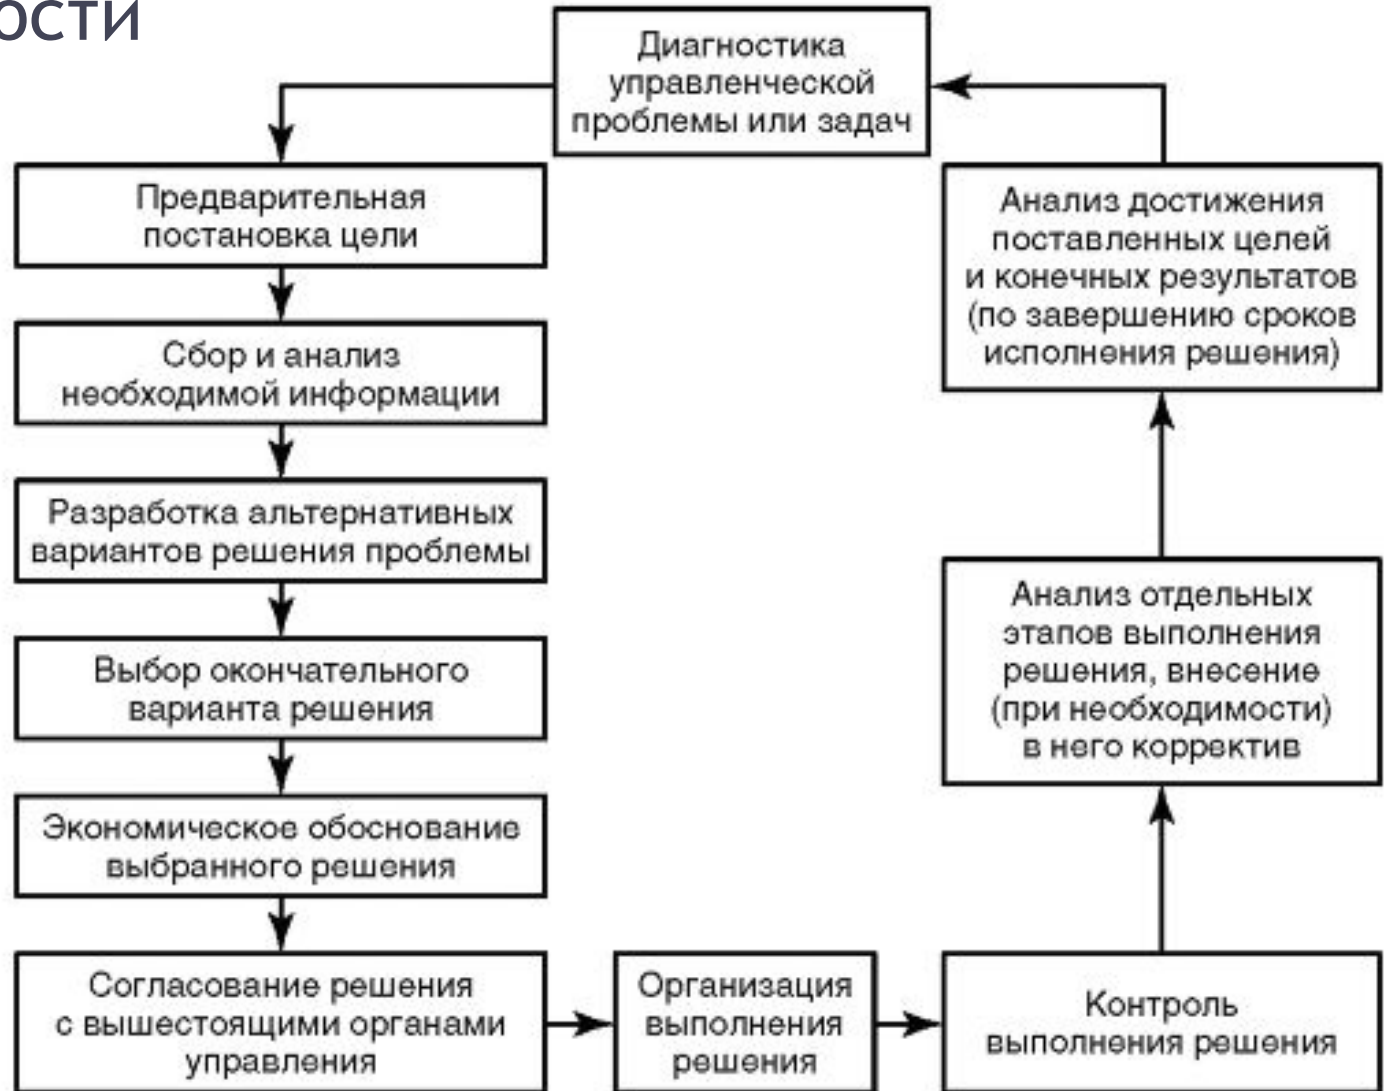 ости
Диагностика
управленческой
проблемы или задач
Предварительная
постановка цели
Сбор и анализ
необходимой информации
Разработка альтернативных
вариантов решения проблемы
Выбор окончательного
варианта решения
Экономическое обоснование
выбранного решения
Согласование решения
с вышестоящими органами
управления
Организация
выполнения
решения
Контроль
выполнения решения
Анализ отдельных
этапов выполнения
решения, внесение
(при необходимости)
в него корректив
Анализ достижения
поставленных целей
и конечных результатов
(по завершению сроков
исполнения решения)